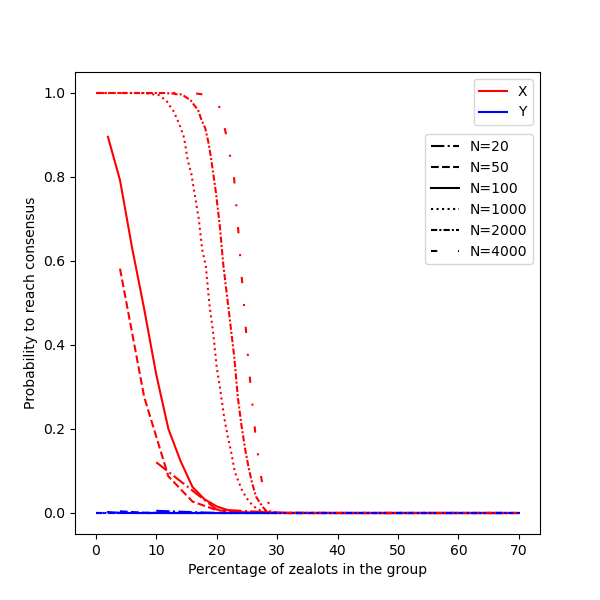 X
Y
N=20
N=50
N=100
N=1000
N=2000
N=4000
1.0
0.8
0.6
0.4
0.2
0.0
Probability to reach consensus
0 10 20 30 40 50 60 70
Percentage of zealots in the group